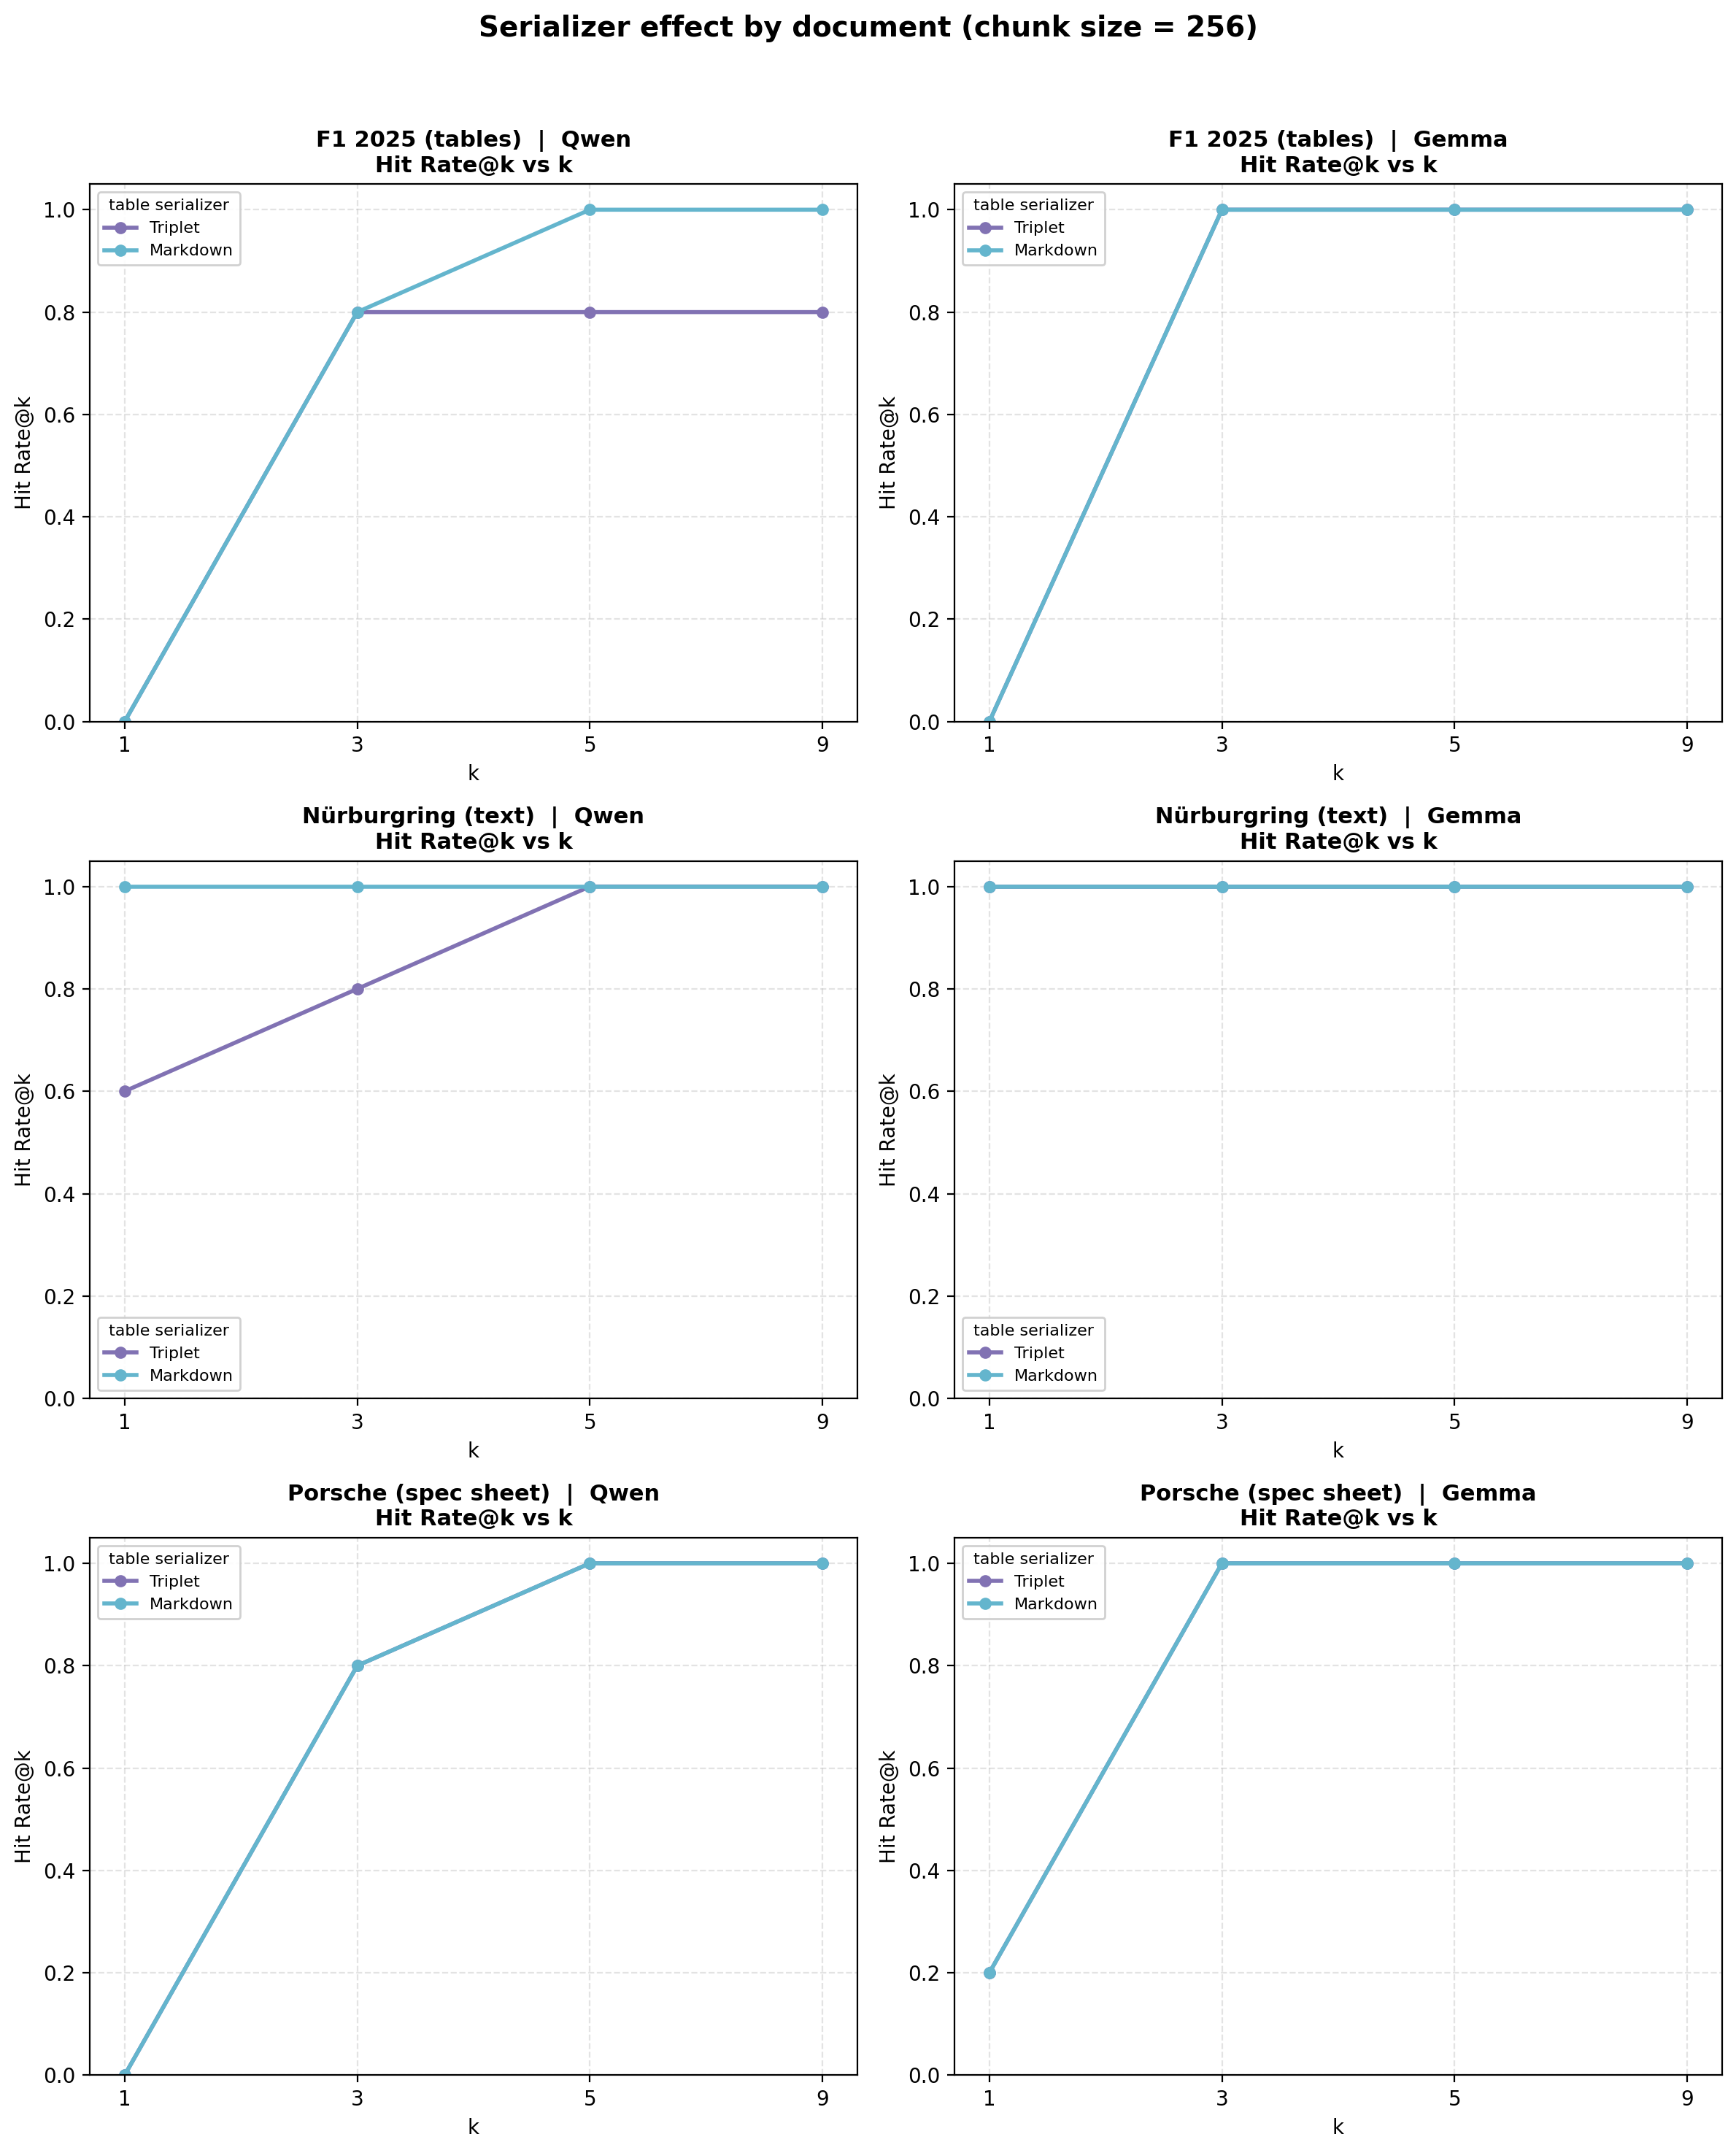 Serializer effect by document (chunk size = 256)
F1 2025 (tables)  |  Qwen
Hit Rate@k vs k
table serializer
Triplet
Markdown
1.0
0.8
0.6
0.4
0.2
0.0
Hit Rate@k
1 3 5 9
k
F1 2025 (tables)  |  Gemma
Hit Rate@k vs k
table serializer
Triplet
Markdown
1.0
0.8
0.6
0.4
0.2
0.0
Hit Rate@k
1 3 5 9
k
Nürburgring (text)  |  Qwen
Hit Rate@k vs k
1.0
0.8
0.6
0.4
0.2
0.0
Hit Rate@k
table serializer
Triplet
Markdown
1 3 5 9
k
Nürburgring (text)  |  Gemma
Hit Rate@k vs k
1.0
0.8
0.6
0.4
0.2
0.0
Hit Rate@k
table serializer
Triplet
Markdown
1 3 5 9
k
Porsche (spec sheet)  |  Qwen
Hit Rate@k vs k
table serializer
Triplet
Markdown
1.0
0.8
0.6
0.4
0.2
0.0
Hit Rate@k
1 3 5 9
k
Porsche (spec sheet)  |  Gemma
Hit Rate@k vs k
table serializer
Triplet
Markdown
1.0
0.8
0.6
0.4
0.2
0.0
Hit Rate@k
1 3 5 9
k